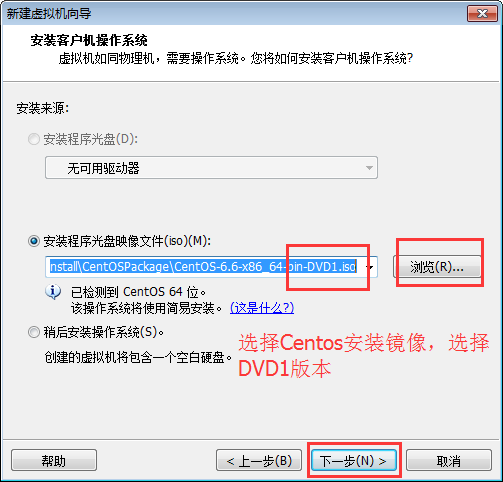 新建虚拟机向导
安装客户机操作系统
虚拟机如同物理机，需要操作系统。您将如何安装客户机操作系统?
安装来源:
安装程序光盘(D):
无可用驱动器
安装程序光盘映像文件(iso)(M):
nstall\CentOSPackage\CentOS-6.6-x86_64-bin-DVD1.iso
浏览(R)...
已检测到 CentOS 64 位。
该操作系统将使用简易安装。(这是什么?)
稍后安装操作系统(S)。
创建的虚拟机将包含一个空白硬盘。
选择Centos安装镜像，选择
DVD1版本
帮助
< 上一步(B)
下一步(N) >
取消